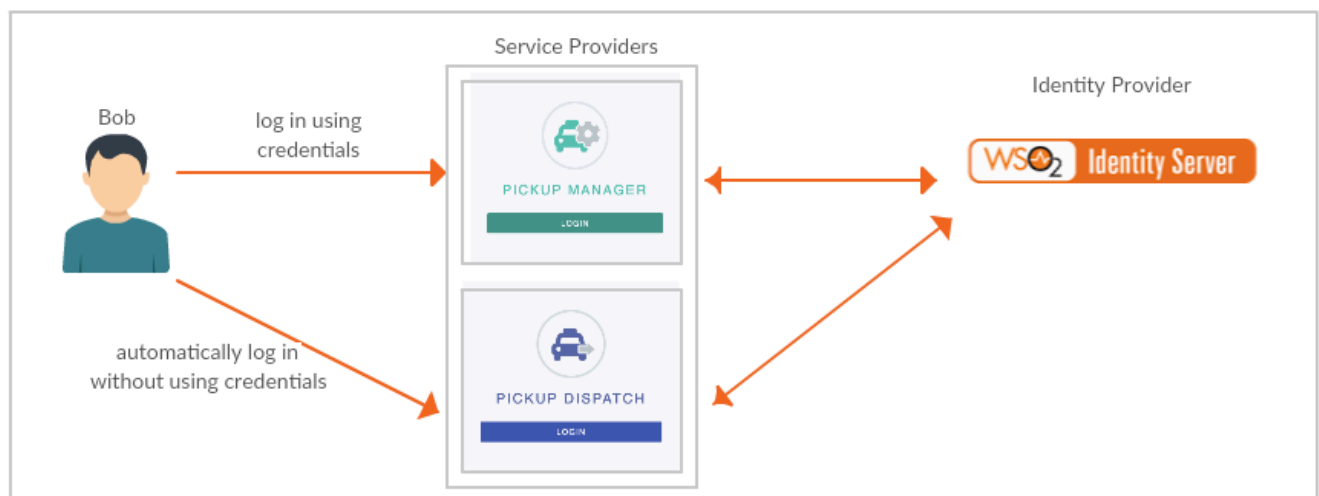 Service Providers
Identity Provider
Bob
log in using
credentials
WSO2 Identity Server
PICKUP MANAGER
LOGIN
automatically log in
without using credentials
PICKUP DISPATCH
LOGIN